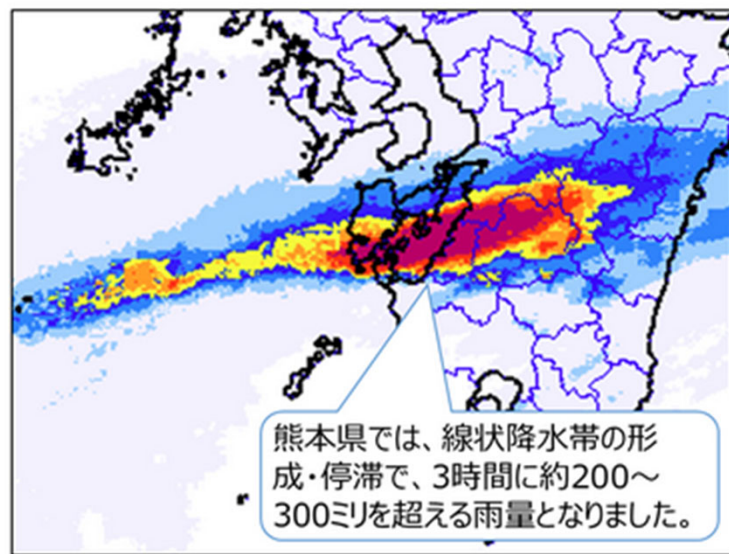 熊本県では、線状降水帯の形
成・停滞で、3時間に約200～
300ミリを超える雨量となりました。